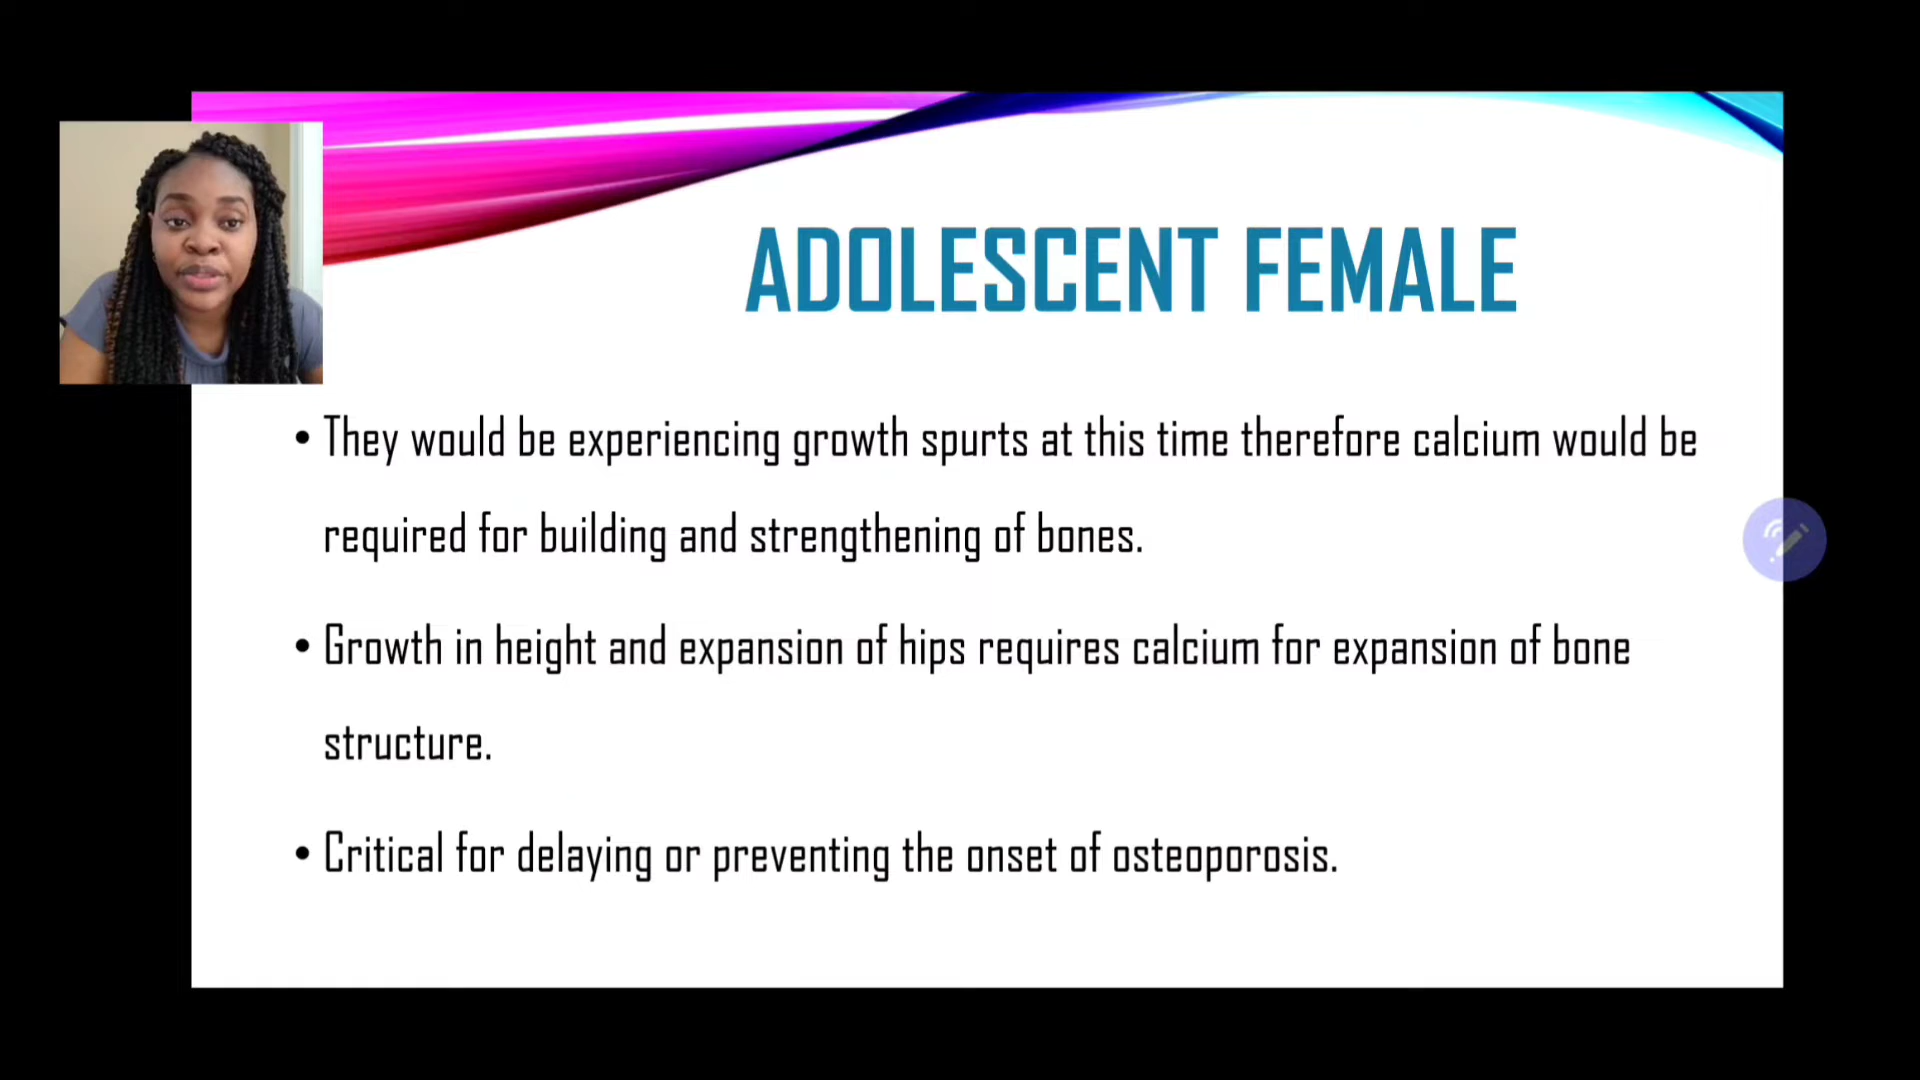 ADOLESCENT FEMALE
• They would be experiencing growth spurts at this time therefore calcium would be
required for building and strengthening of bones.
• Growth in height and expansion of hips requires calcium for expansion of bone
structure.
• Critical for delaying or preventing the onset of osteoporosis.